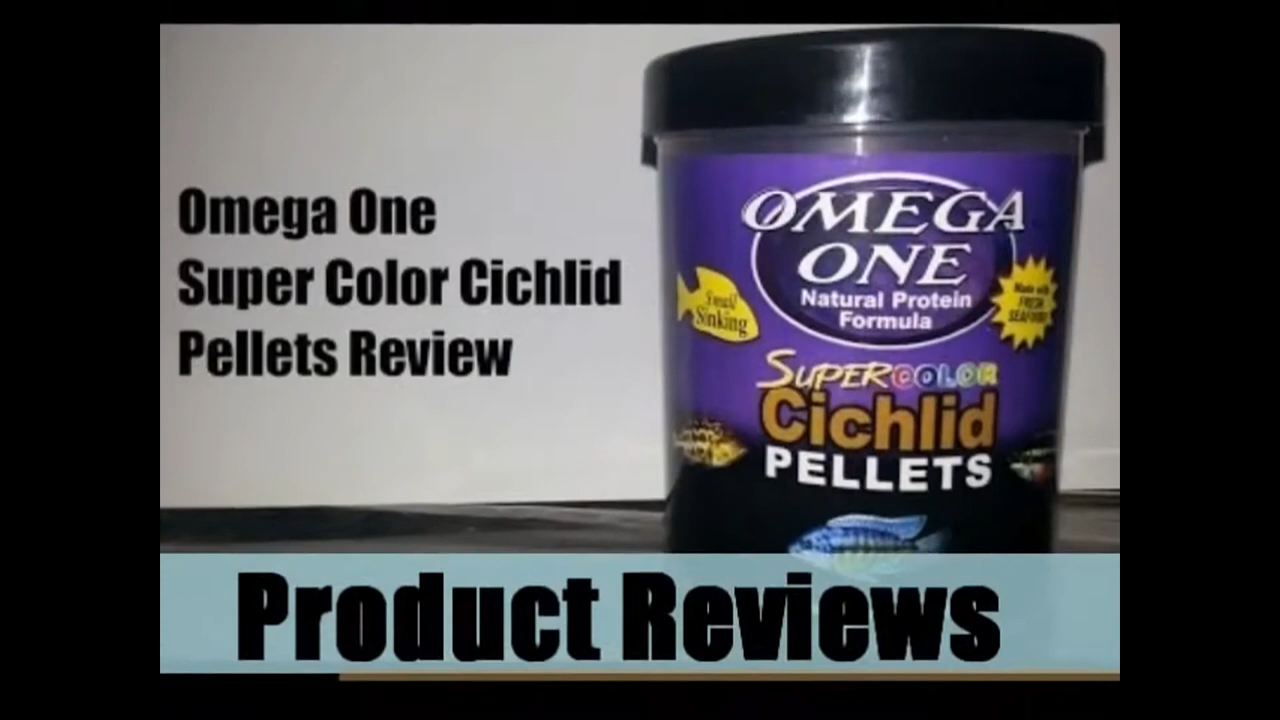 Omega One
Super Color Cichlid
Pellets Review
OMEGA
ONE
Natural Protein
Formula
Small
Sinking
Made with
FRESH
SEAFOOD
SUPERCOLOR
Cichlid
PELLETS
Product Reviews